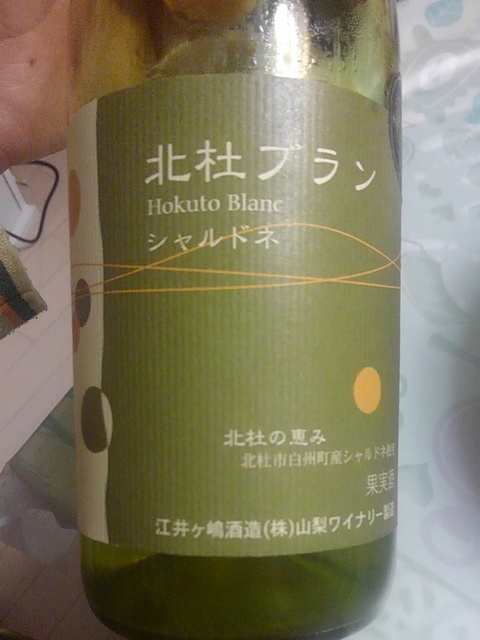 北杜ブラン
Hokuto Blanc
シャルドネ
北杜の恵み
北杜市白州町産シャルドネ使用
果実酒
江井ヶ嶋酒造(株)山梨ワイナリー製造